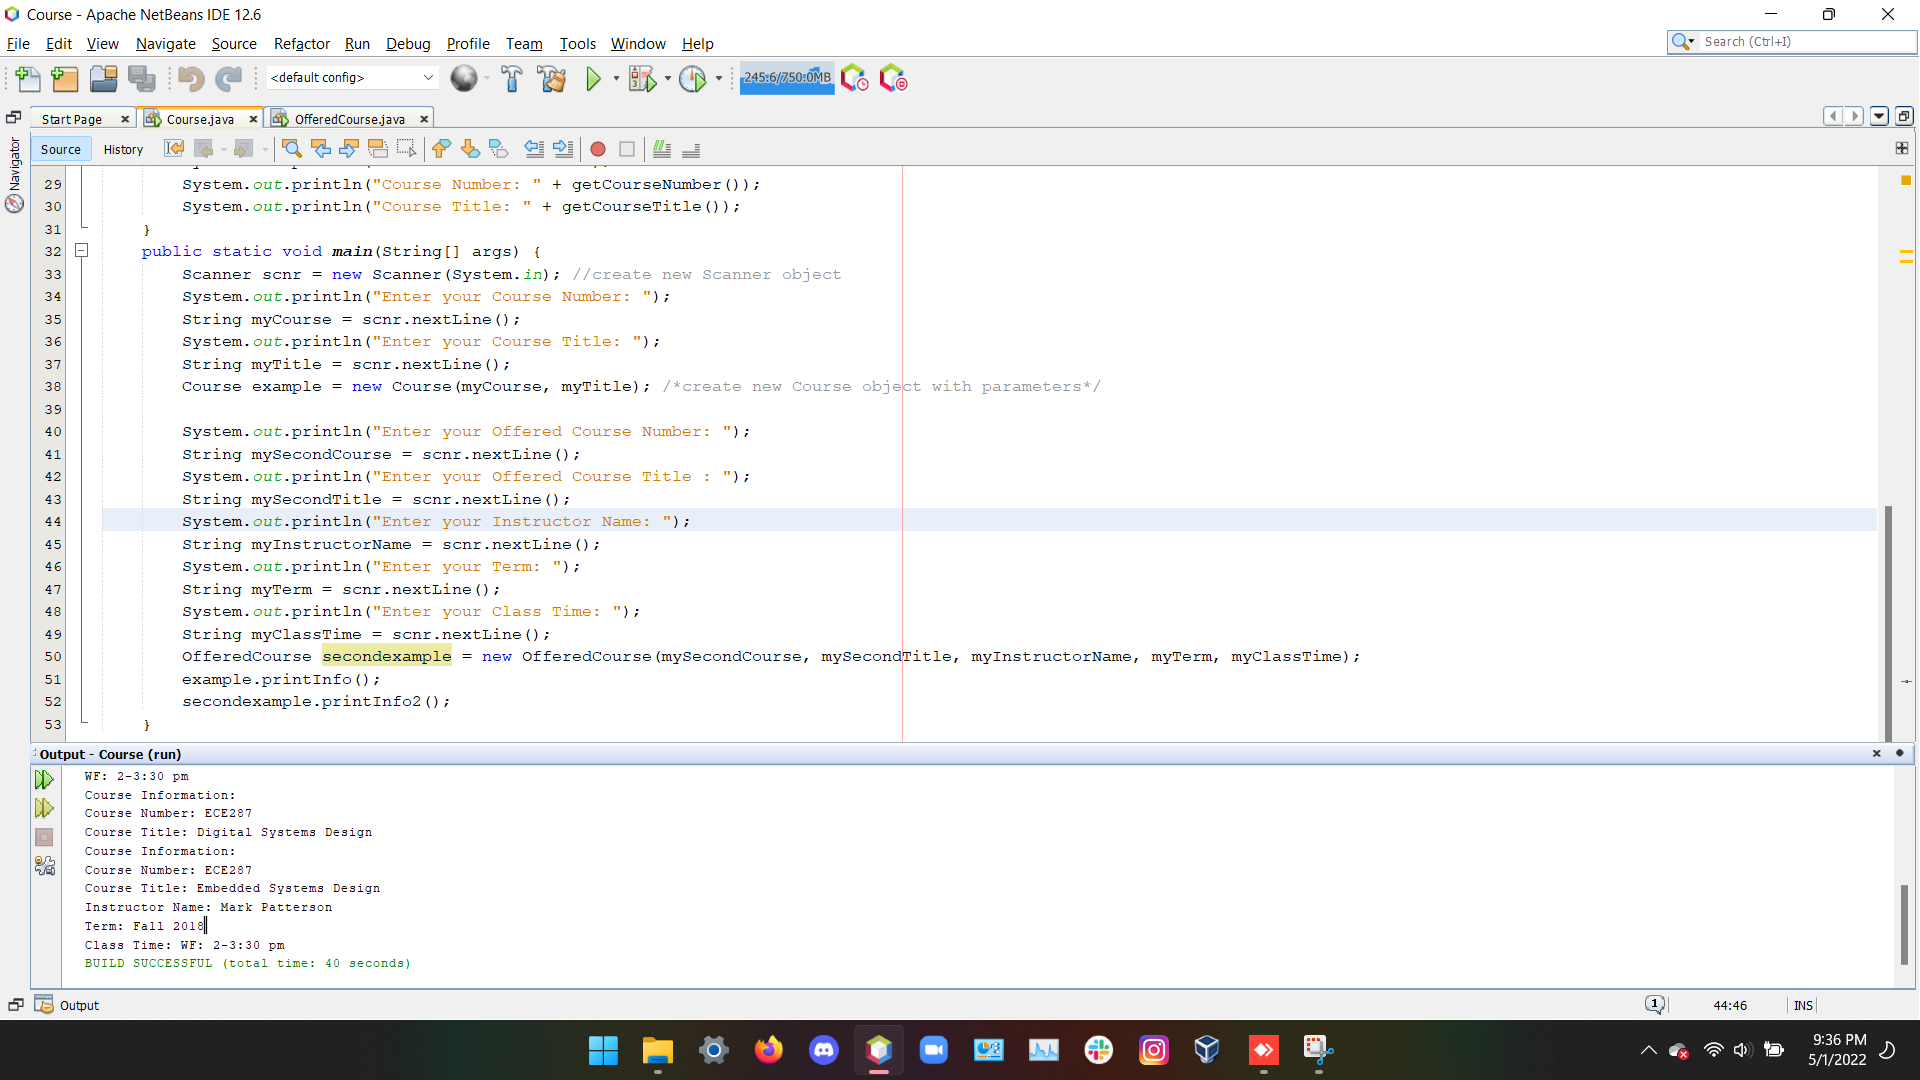 Course - Apache NetBeans IDE 12.6
File Edit View Navigate Source Refactor Run Debug Profile Team Tools Window Help
Search (Ctrl+I)
<default config>
245.6/750.0MB
Start Page
Course.java
OfferedCourse.java
Navigator
Source History
29 System.out.println("Course Number: " + getCourseNumber());
30 System.out.println("Course Title: " + getCourseTitle());
31 }
32 public static void main(String[] args) {
33 Scanner scnr = new Scanner(System.in); //create new Scanner object
34 System.out.println("Enter your Course Number: ");
35 String myCourse = scnr.nextLine();
36 System.out.println("Enter your Course Title: ");
37 String myTitle = scnr.nextLine();
38 Course example = new Course(myCourse, myTitle); /*create new Course object with parameters*/
39
40 System.out.println("Enter your Offered Course Number: ");
41 String mySecondCourse = scnr.nextLine();
42 System.out.println("Enter your Offered Course Title : ");
43 String mySecondTitle = scnr.nextLine();
44 System.out.println("Enter your Instructor Name: ");
45 String myInstructorName = scnr.nextLine();
46 System.out.println("Enter your Term: ");
47 String myTerm = scnr.nextLine();
48 System.out.println("Enter your Class Time: ");
49 String myClassTime = scnr.nextLine();
50 OfferedCourse secondexample = new OfferedCourse(mySecondCourse, mySecondTitle, myInstructorName, myTerm, myClassTime);
51 example.printInfo();
52 secondexample.printInfo2();
53 }
Output - Course (run)
WF: 2-3:30 pm
Course Information:
Course Number: ECE287
Course Title: Digital Systems Design
Course Information:
Course Number: ECE287
Course Title: Embedded Systems Design
Instructor Name: Mark Patterson
Term: Fall 2018
Class Time: WF: 2-3:30 pm
BUILD SUCCESSFUL (total time: 40 seconds)
Output
1
44:46
INS
9:36 PM
5/1/2022